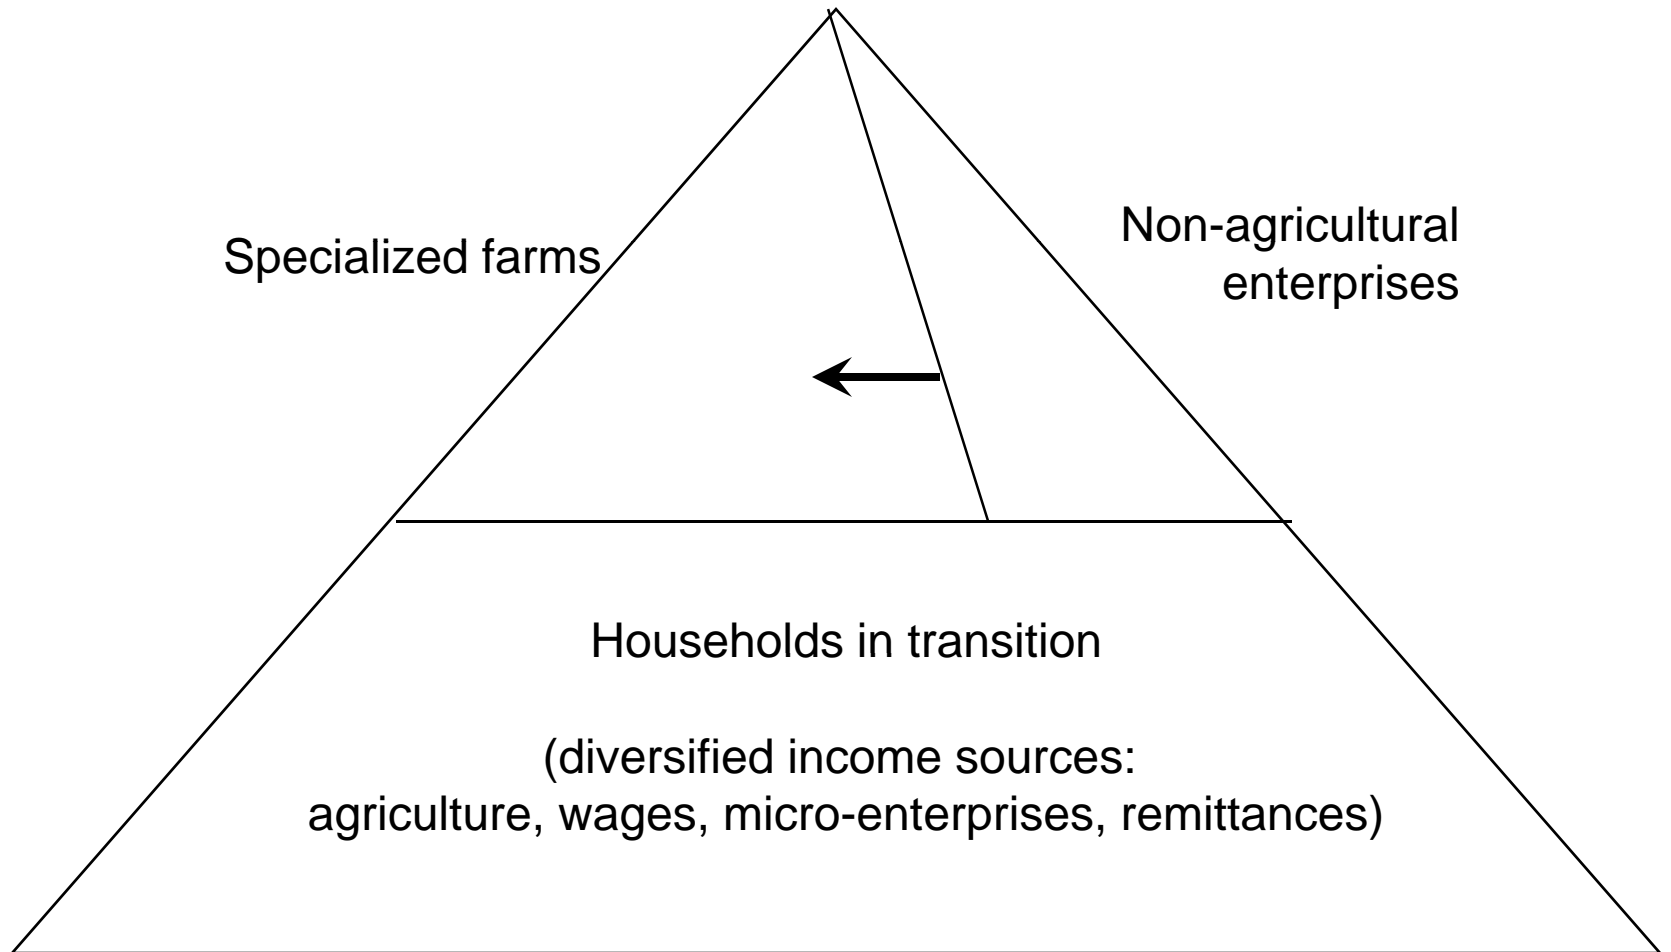 Specialized farms
Non-agricultural
enterprises
Households in transition
(diversified income sources:
agriculture, wages, micro-enterprises, remittances)